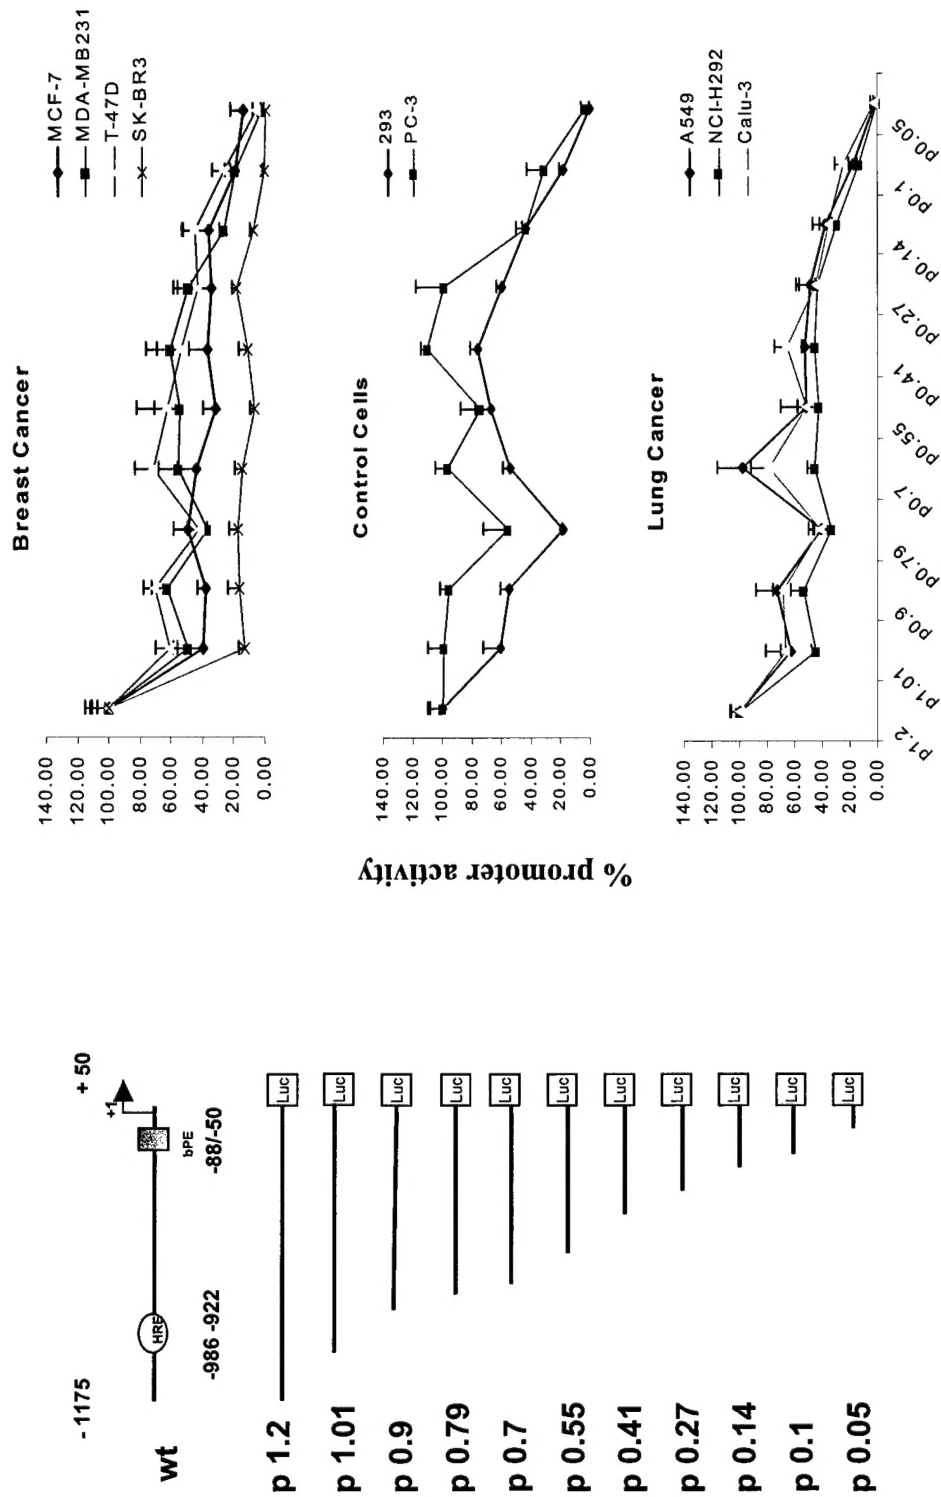 -1175
+ 50
+1
wt
HRE
bPE
-986 -922
-88/-50
p 1.2
Luc
p 1.01
Luc
p 0.9
Luc
p 0.79
Luc
p 0.7
Luc
p 0.55
Luc
p 0.41
Luc
p 0.27
Luc
p 0.14
Luc
p 0.1
Luc
p 0.05
Luc
% promoter activity
Breast Cancer
140.00
120.00
100.00
80.00
60.00
40.00
20.00
0.00
MCF-7
MDA-MB231
T-47D
SK-BR3
Control Cells
140.00
120.00
100.00
80.00
60.00
40.00
20.00
0.00
293
PC-3
Lung Cancer
140.00
120.00
100.00
80.00
60.00
40.00
20.00
0.00
A549
NCI-H292
Calu-3
p1.2
p1.01
p0.9
p0.79
p0.7
p0.55
p0.41
p0.27
p0.14
p0.1
p0.05